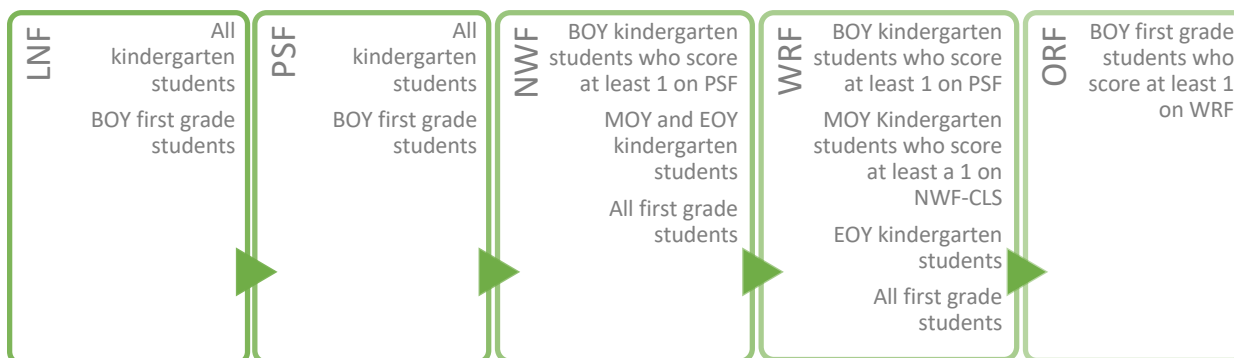 LNF
All
kindergarten
students
BOY first grade
students
PSF
All
kindergarten
students
BOY first grade
students
NWF
BOY kindergarten
students who score
at least 1 on PSF
MOY and EOY
kindergarten
students
All first grade
students
WRF
BOY kindergarten
students who score
at least 1 on PSF
MOY Kindergarten
students who score
at least a 1 on
NWF-CLS
EOY kindergarten
students
All first grade
students
ORF
BOY first grade
students who
score at least 1
on WRF